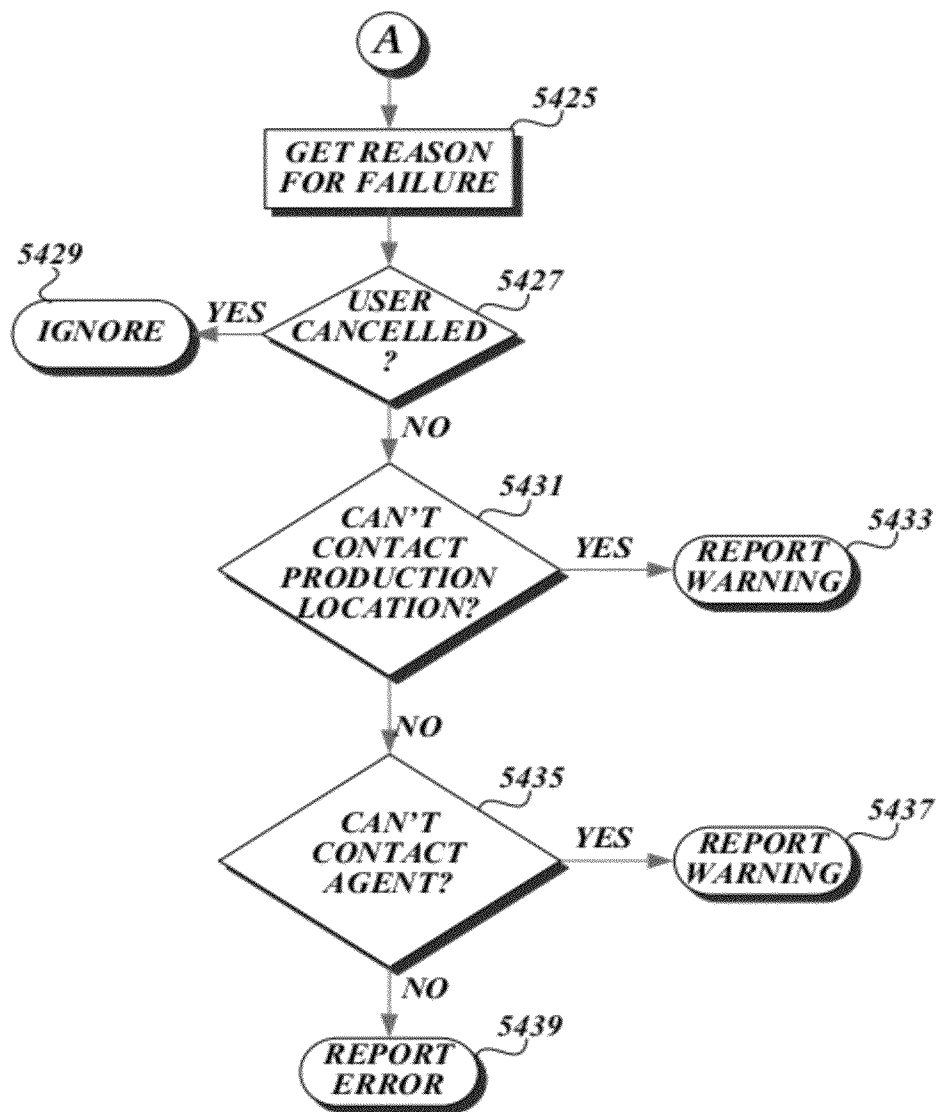 A
5425
GET REASON
FOR FAILURE
5429
5427
USER
CANCELLED
?
YES
IGNORE
NO
5431
CAN'T
CONTACT
PRODUCTION
LOCATION?
YES
5433
REPORT
WARNING
NO
5435
CAN'T
CONTACT
AGENT?
YES
5437
REPORT
WARNING
NO
5439
REPORT
ERROR